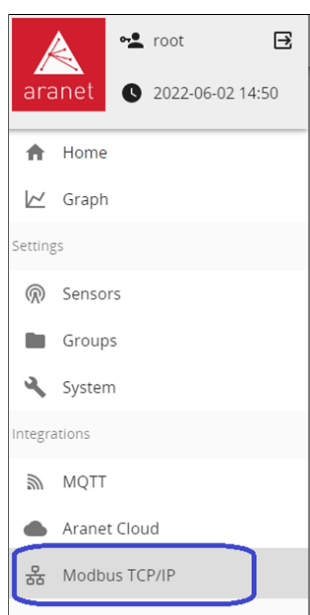 root
aranet
2022-06-02 14:50
Home
Graph
Settings
Sensors
Groups
System
Integrations
MQTT
Aranet Cloud
Modbus TCP/IP